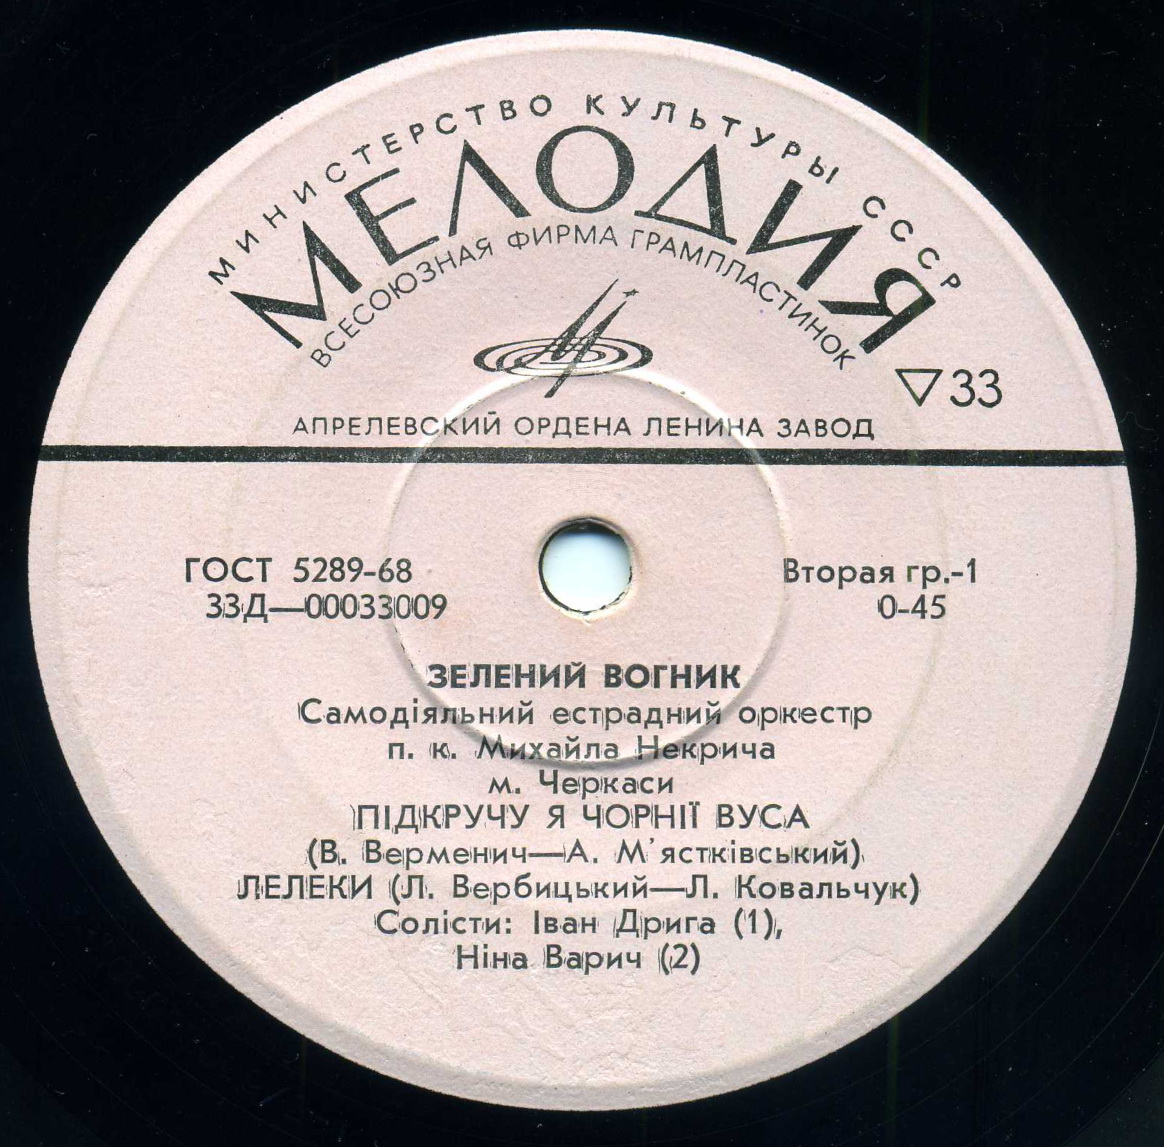 МИНИСТЕРСТВО КУЛЬТУРЫ СССР
МЕЛОДИЯ
ВСЕСОЮЗНАЯ ФИРМА ГРАМПЛАСТИНОК
▽33
АПРЕЛЕВСКИЙ ОРДЕНА ЛЕНИНА ЗАВОД
ГОСТ 5289-68 Вторая гр.-1
33Д—00033009 0-45
ЗЕЛЕНИЙ ВОГНИК
Самодіяльний естрадний оркестр
п. к. Михайла Некрича
м. Черкаси
ПІДКРУЧУ Я ЧОРНІЇ ВУСА
(В. Верменич—А. М'ястківський)
ЛЕЛЕКИ (Л. Вербицький—Л. Ковальчук)
Солісти: Іван Дрига (1),
Ніна Варич (2)